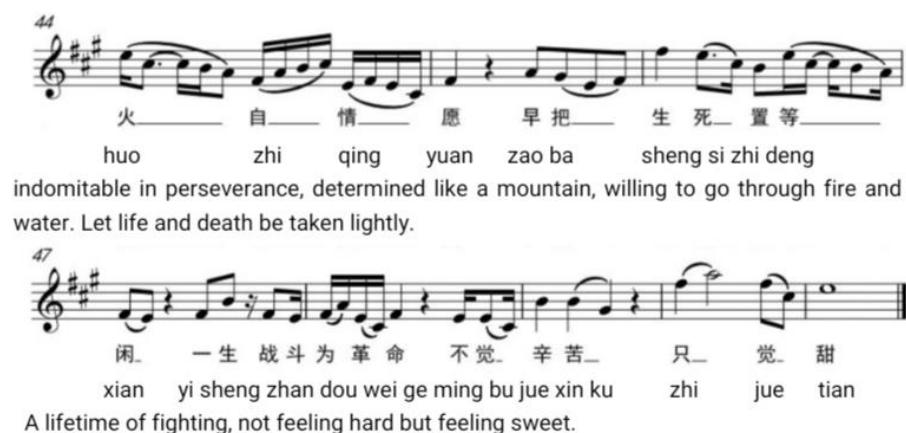 44
火 自 情 愿 早 把 生 死 置 等
huo zhi qing yuan zao ba sheng si zhi deng
indomitable in perseverance, determined like a mountain, willing to go through fire and
water. Let life and death be taken lightly.
47
闲 一 生 战 斗 为 革 命 不 觉 辛 苦 只 觉 甜
xian yi sheng zhan dou wei ge ming bu jue xin ku zhi jue tian
A lifetime of fighting, not feeling hard but feeling sweet.